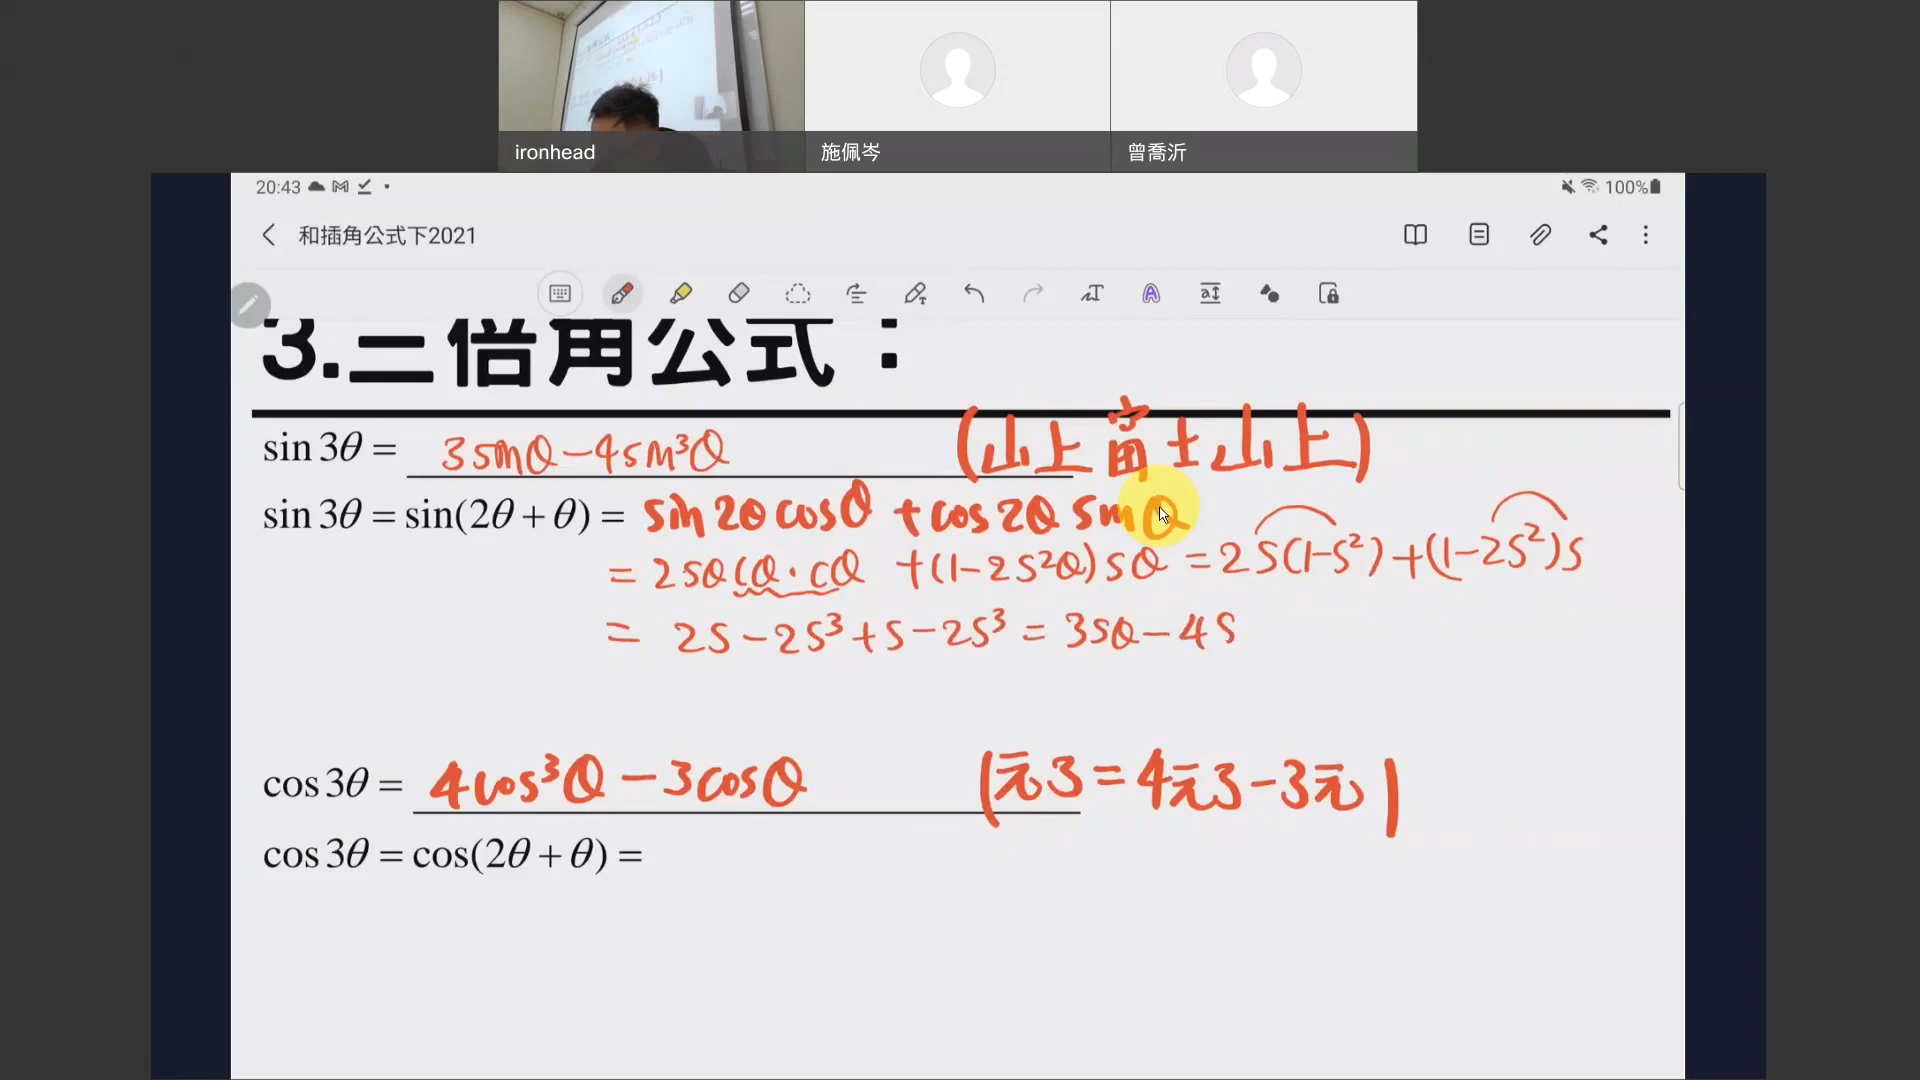 ironhead
施佩岑
曾喬沂
20:43
100%
和插角公式下2021
3.三倍角公式：
sin 3θ = 3sinθ-4sin³θ (山上富士山上)
sin 3θ = sin(2θ + θ) = sin2θcosθ +cos2θ sinθ
= 2sθcθ·cθ +(1-2s²θ)sθ =2s(1-s²)+(1-2s²)s
= 2s-2s³+s-2s³ = 3sθ-4s
cos 3θ = 4cos³θ-3cosθ (元3=4元3-3元)
cos 3θ = cos(2θ + θ) =